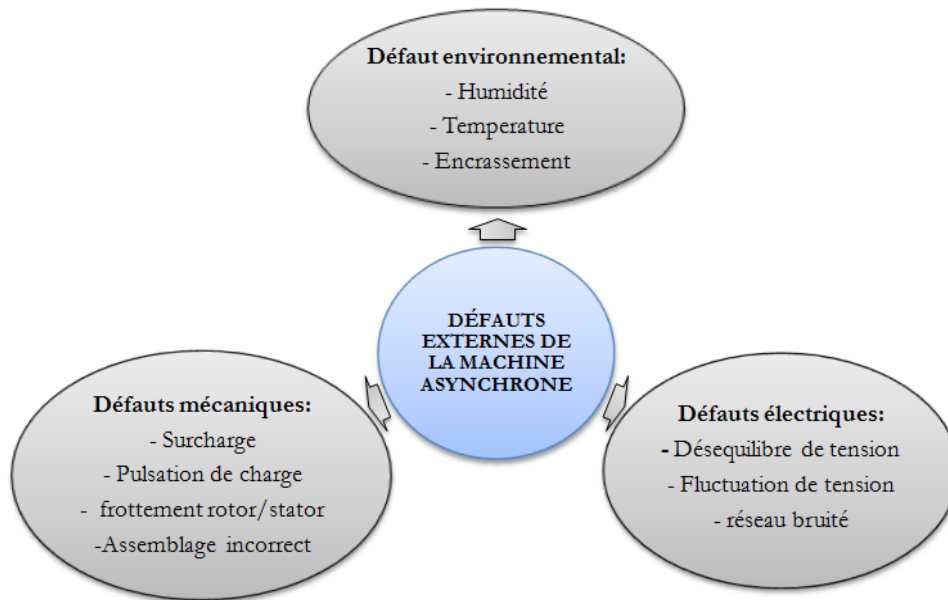 Défaut environnemental:
- Humidité
- Temperature
- Encrassement
DÉFAUTS
EXTERNES DE
LA MACHINE
ASYNCHRONE
Défauts mécaniques:
- Surcharge
- Pulsation de charge
- frottement rotor/stator
-Assemblage incorrect
Défauts électriques:
- Désequilibre de tension
- Fluctuation de tension
- réseau bruité